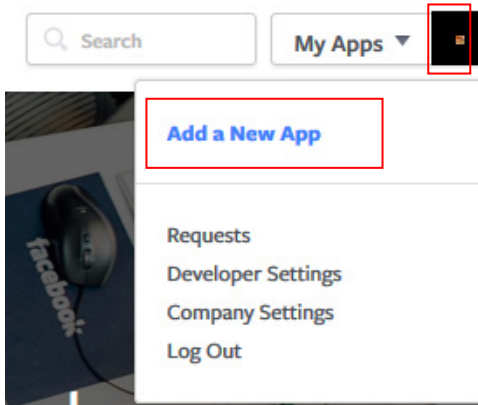 Search
My Apps
Add a New App
Requests
Developer Settings
Company Settings
Log Out
facebook